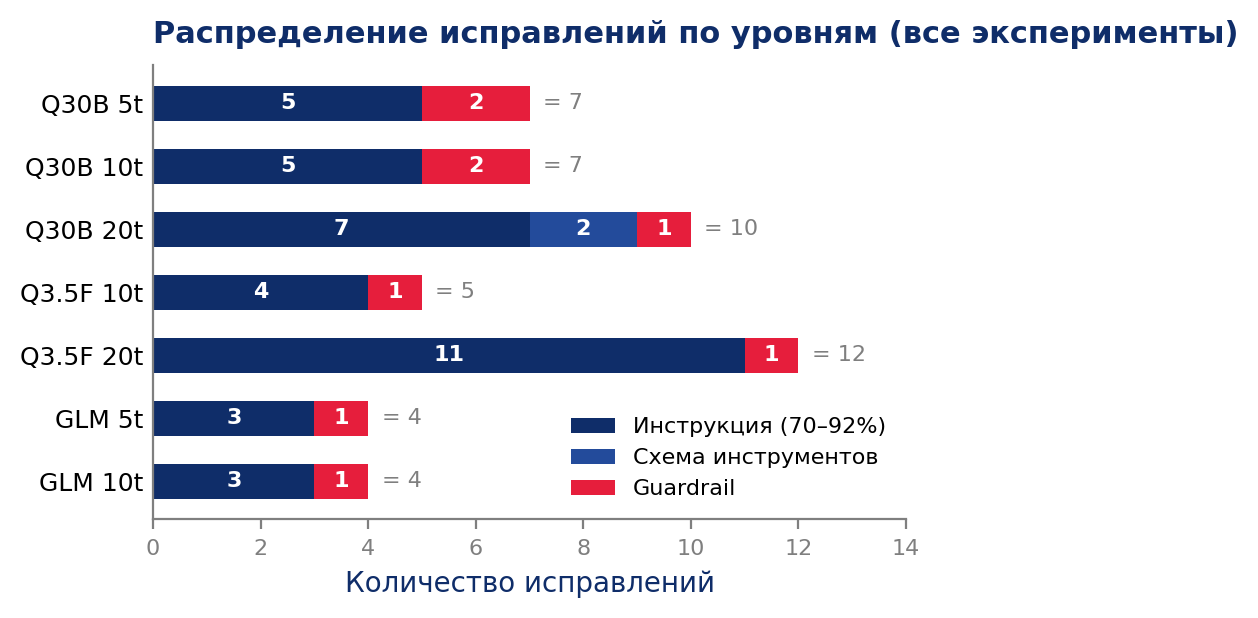 Распределение исправлений по уровням (все эксперименты)
Q30B 5t 5 2 = 7
Q30B 10t 5 2 = 7
Q30B 20t 7 2 1 = 10
Q3.5F 10t 4 1 = 5
Q3.5F 20t 11 1 = 12
GLM 5t 3 1 = 4
GLM 10t 3 1 = 4
Инструкция (70–92%)
Схема инструментов
Guardrail
0 2 4 6 8 10 12 14
Количество исправлений